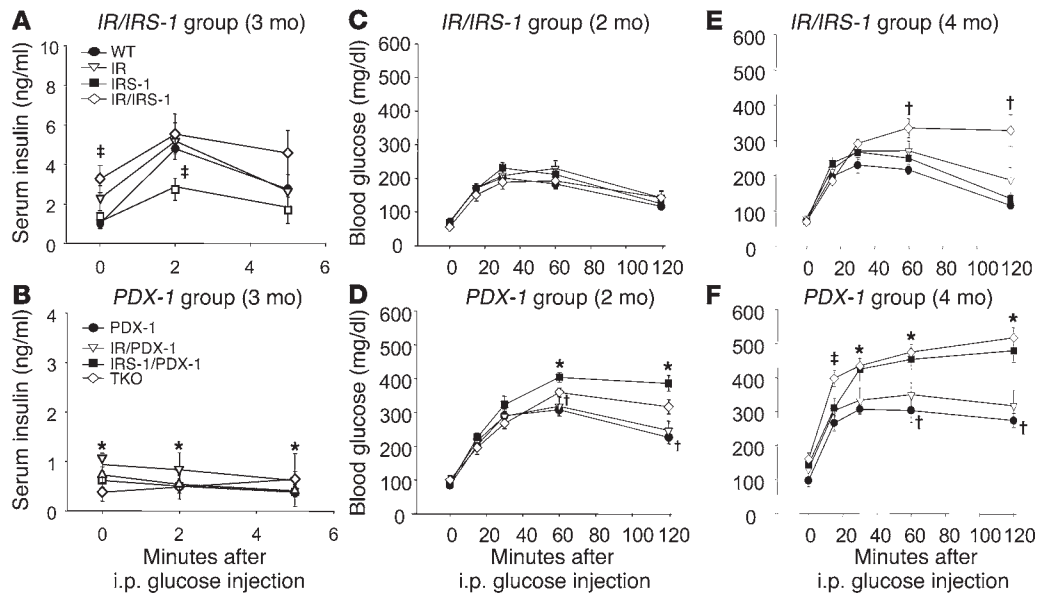 A IR/IRS-1 group (3 mo)
Serum insulin (ng/ml)
10
8
6
4
2
0
WT
IR
IRS-1
IR/IRS-1
‡
‡
0 2 4 6
B PDX-1 group (3 mo)
Serum insulin (ng/ml)
4
3
2
1
0
PDX-1
IR/PDX-1
IRS-1/PDX-1
TKO
* * *
0 2 4 6
Minutes after
i.p. glucose injection
C IR/IRS-1 group (2 mo)
Blood glucose (mg/dl)
600
500
400
300
200
100
0
0 20 40 60 80 100 120
D PDX-1 group (2 mo)
Blood glucose (mg/dl)
600
500
400
300
200
100
0
* *
†
†
0 20 40 60 80 100 120
Minutes after
i.p. glucose injection
E IR/IRS-1 group (4 mo)
600
500
400
300
200
100
0
† †
0 20 40 60 80 100 120
F PDX-1 group (4 mo)
600
500
400
300
200
100
0
‡ * * *
† †
0 20 40 60 80 100 120
Minutes after
i.p. glucose injection